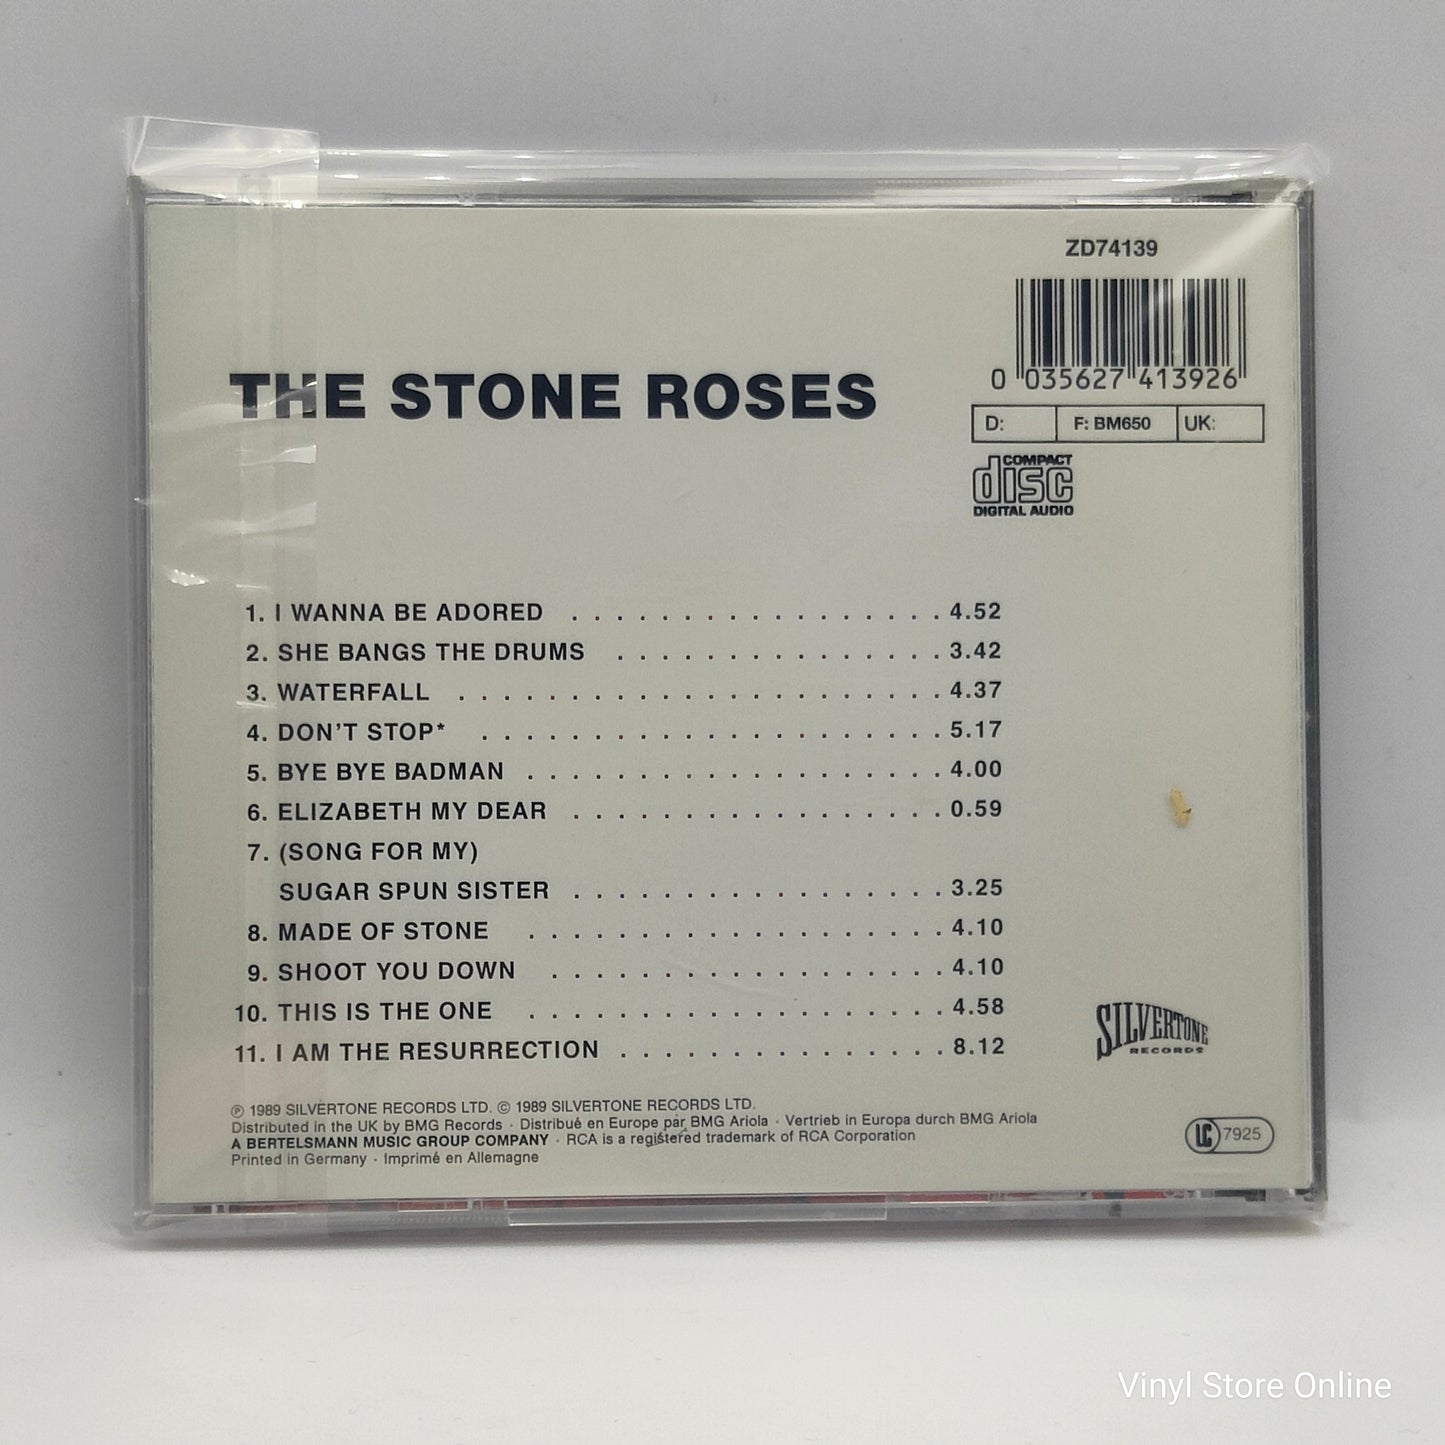 ZD74139
0 035627 413926
D: F: BM650 UK:
COMPACT
disc
DIGITAL AUDIO
THE STONE ROSES
1. I WANNA BE ADORED . . . . . . . . . . . . . . . . . 4.52
2. SHE BANGS THE DRUMS . . . . . . . . . . . . . . . 3.42
3. WATERFALL . . . . . . . . . . . . . . . . . . . . . . 4.37
4. DON'T STOP* . . . . . . . . . . . . . . . . . . . . . 5.17
5. BYE BYE BADMAN . . . . . . . . . . . . . . . . . . . 4.00
6. ELIZABETH MY DEAR . . . . . . . . . . . . . . . . . 0.59
7. (SONG FOR MY)
SUGAR SPUN SISTER . . . . . . . . . . . . . . . . . 3.25
8. MADE OF STONE . . . . . . . . . . . . . . . . . . . 4.10
9. SHOOT YOU DOWN . . . . . . . . . . . . . . . . . . 4.10
10. THIS IS THE ONE . . . . . . . . . . . . . . . . . . . 4.58
11. I AM THE RESURRECTION . . . . . . . . . . . . . . . 8.12
SILVERTONE
RECORDS
℗ 1989 SILVERTONE RECORDS LTD. © 1989 SILVERTONE RECORDS LTD.
Distributed in the UK by BMG Records · Distribué en Europe par BMG Ariola · Vertrieb in Europa durch BMG Ariola
A BERTELSMANN MUSIC GROUP COMPANY · RCA is a registered trademark of RCA Corporation
Printed in Germany · Imprimé en Allemagne
LC 7925
Vinyl Store Online